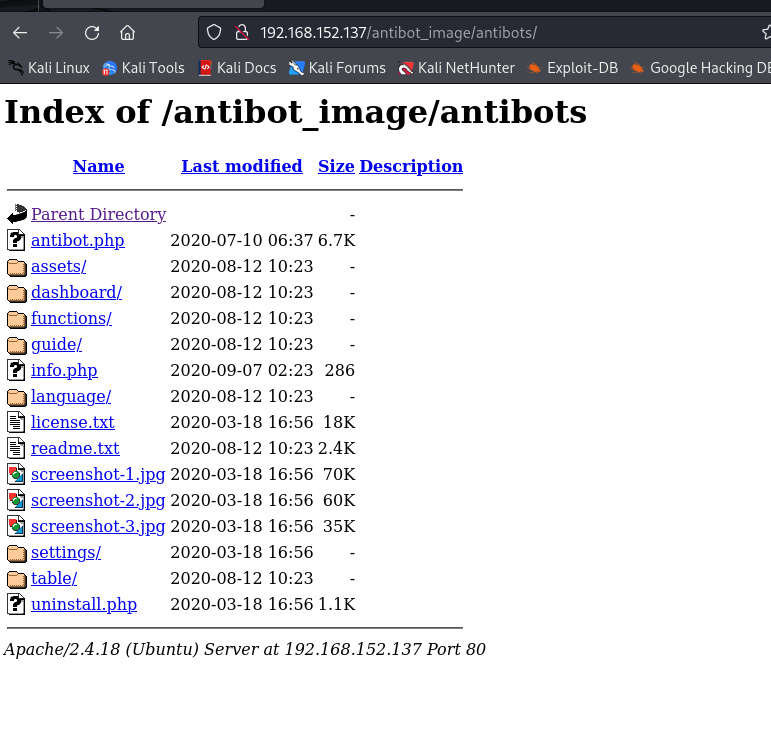 192.168.152.137/antibot_image/antibots/
Kali Linux Kali Tools Kali Docs Kali Forums Kali NetHunter Exploit-DB Google Hacking DB
Index of /antibot_image/antibots
Name Last modified Size Description
Parent Directory -
antibot.php 2020-07-10 06:37 6.7K
assets/ 2020-08-12 10:23 -
dashboard/ 2020-08-12 10:23 -
functions/ 2020-08-12 10:23 -
guide/ 2020-08-12 10:23 -
info.php 2020-09-07 02:23 286
language/ 2020-08-12 10:23 -
license.txt 2020-03-18 16:56 18K
readme.txt 2020-08-12 10:23 2.4K
screenshot-1.jpg 2020-03-18 16:56 70K
screenshot-2.jpg 2020-03-18 16:56 60K
screenshot-3.jpg 2020-03-18 16:56 35K
settings/ 2020-03-18 16:56 -
table/ 2020-08-12 10:23 -
uninstall.php 2020-03-18 16:56 1.1K
Apache/2.4.18 (Ubuntu) Server at 192.168.152.137 Port 80